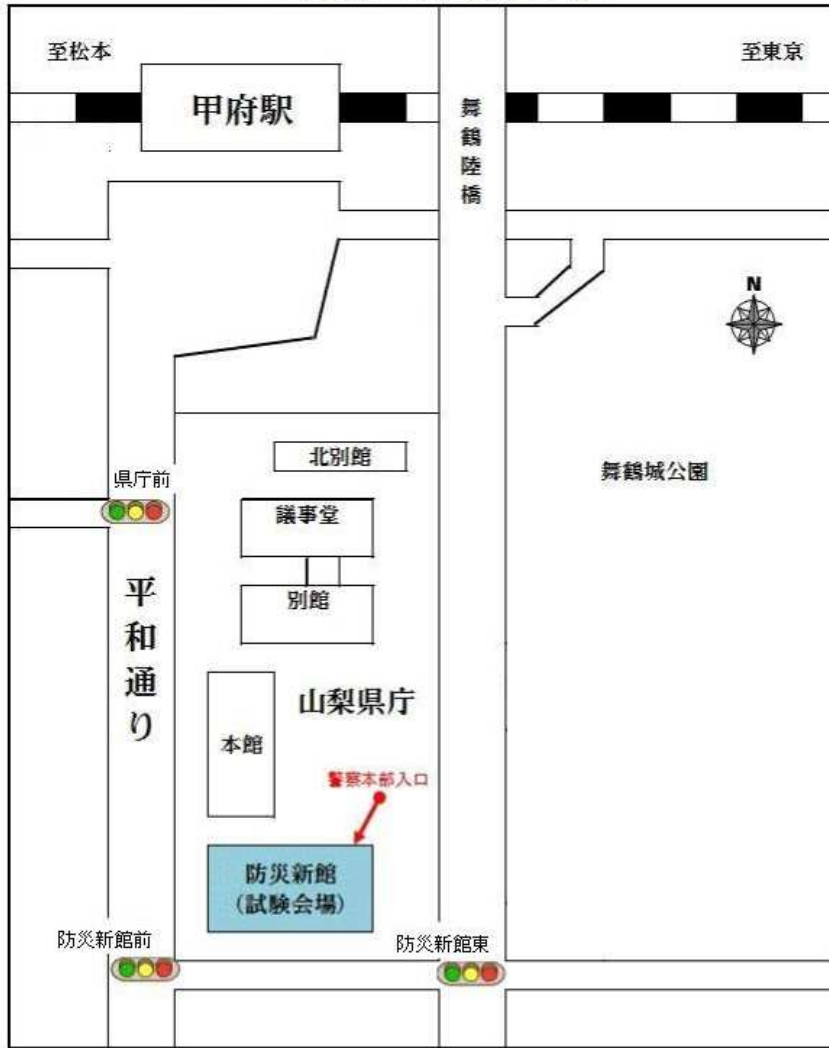 至松本
至東京
甲府駅
舞鶴陸橋
N
北別館
舞鶴城公園
県庁前
議事堂
別館
平和通り
山梨県庁
本館
警察本部入口
防災新館
(試験会場)
防災新館前
防災新館東